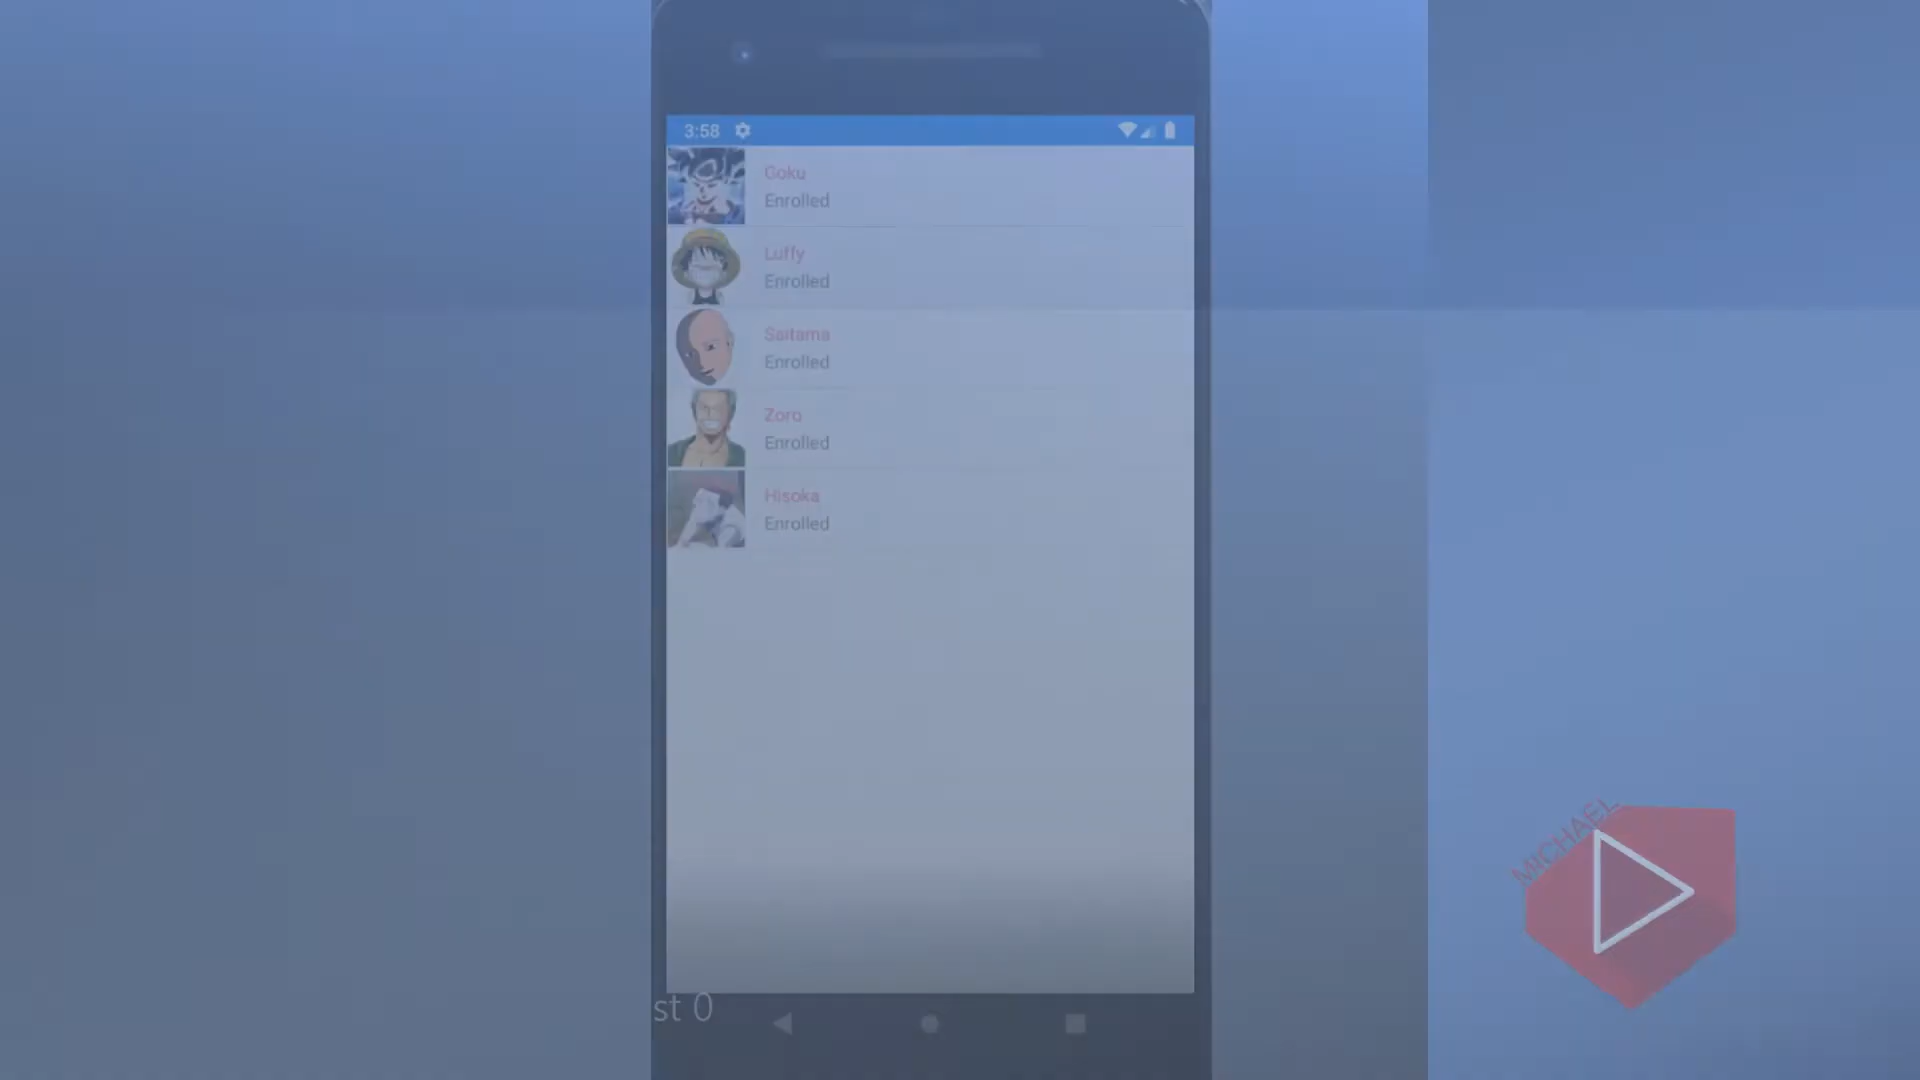 3:58
Goku
Enrolled
Luffy
Enrolled
Saitama
Enrolled
Zoro
Enrolled
Hisoka
Enrolled
MICHAEL
st 0